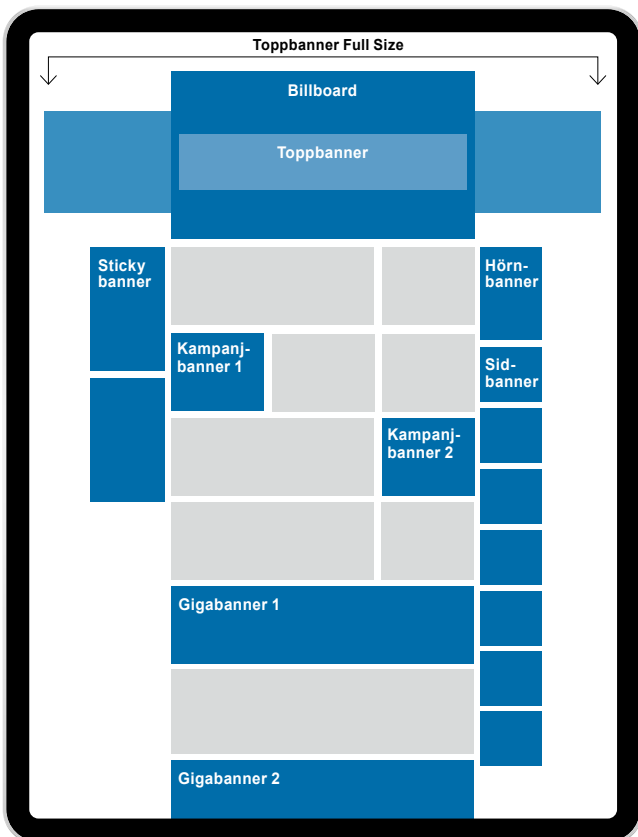 Toppbanner Full Size
Billboard
Toppbanner
Sticky
banner
Hörn-
banner
Kampanj-
banner 1
Sid-
banner
Kampanj-
banner 2
Gigabanner 1
Gigabanner 2